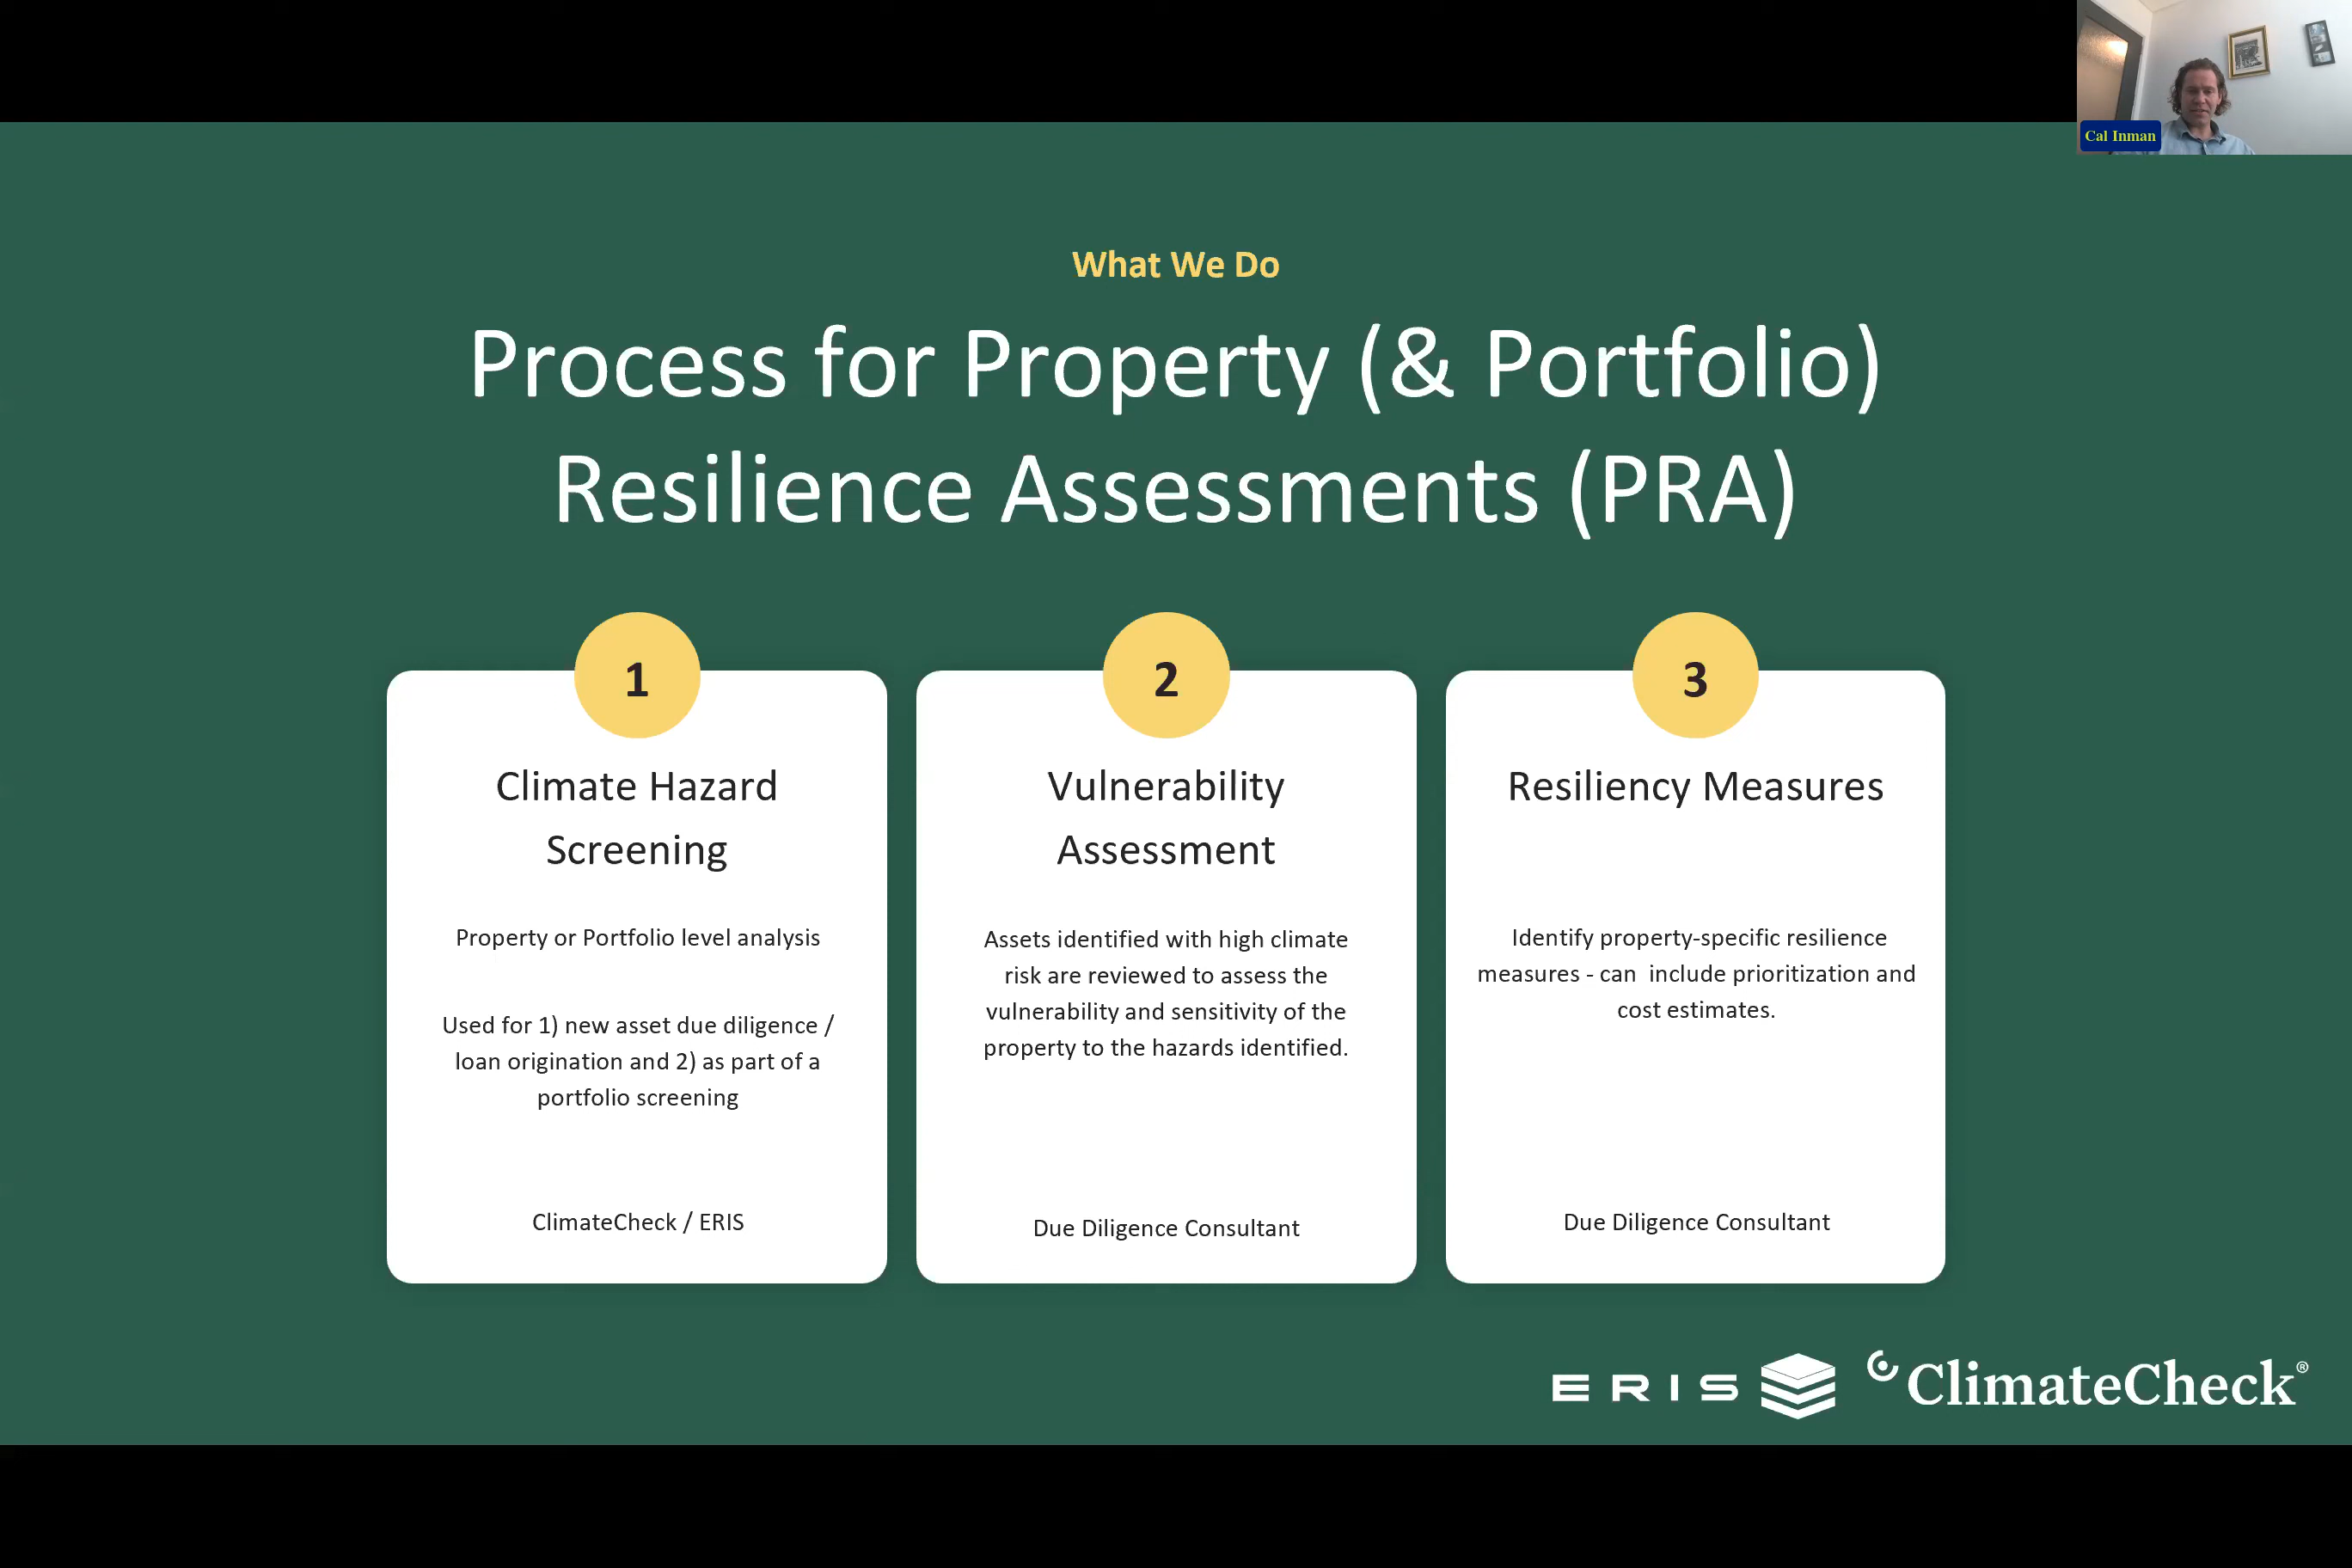 Cal Inman
What We Do
Process for Property (& Portfolio)
Resilience Assessments (PRA)
1
Climate Hazard
Screening
Property or Portfolio level analysis
Used for 1) new asset due diligence /
loan origination and 2) as part of a
portfolio screening
ClimateCheck / ERIS
2
Vulnerability
Assessment
Assets identified with high climate
risk are reviewed to assess the
vulnerability and sensitivity of the
property to the hazards identified.
Due Diligence Consultant
3
Resiliency Measures
Identify property-specific resilience
measures - can  include prioritization and
cost estimates.
Due Diligence Consultant
ERIS
ClimateCheck®